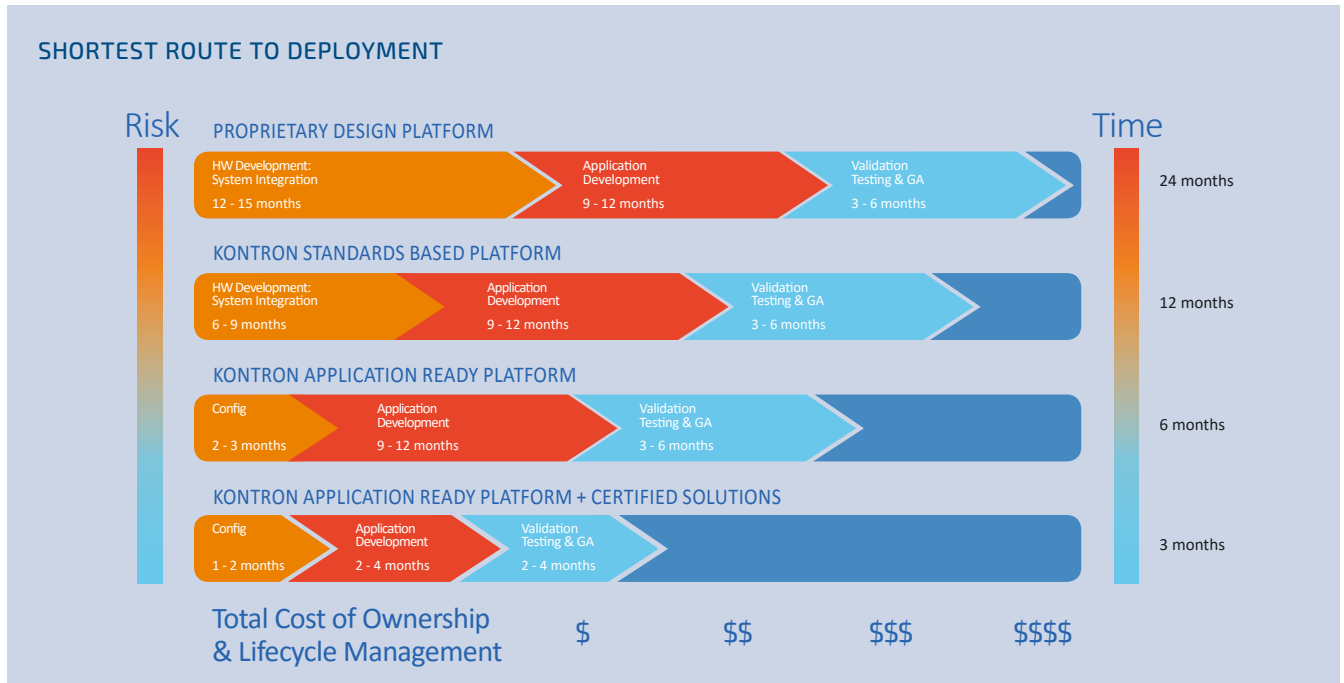 SHORTEST ROUTE TO DEPLOYMENT
Risk
Time
PROPRIETARY DESIGN PLATFORM
HW Development:
System Integration
12 - 15 months
Application
Development
9 - 12 months
Validation
Testing & GA
3 - 6 months
24 months
KONTRON STANDARDS BASED PLATFORM
HW Development:
System Integration
6 - 9 months
Application
Development
9 - 12 months
Validation
Testing & GA
3 - 6 months
12 months
KONTRON APPLICATION READY PLATFORM
Config
2 - 3 months
Application
Development
9 - 12 months
Validation
Testing & GA
3 - 6 months
6 months
KONTRON APPLICATION READY PLATFORM + CERTIFIED SOLUTIONS
Config
1 - 2 months
Application
Development
2 - 4 months
Validation
Testing & GA
2 - 4 months
3 months
Total Cost of Ownership
& Lifecycle Management
$
$$
$$$
$$$$